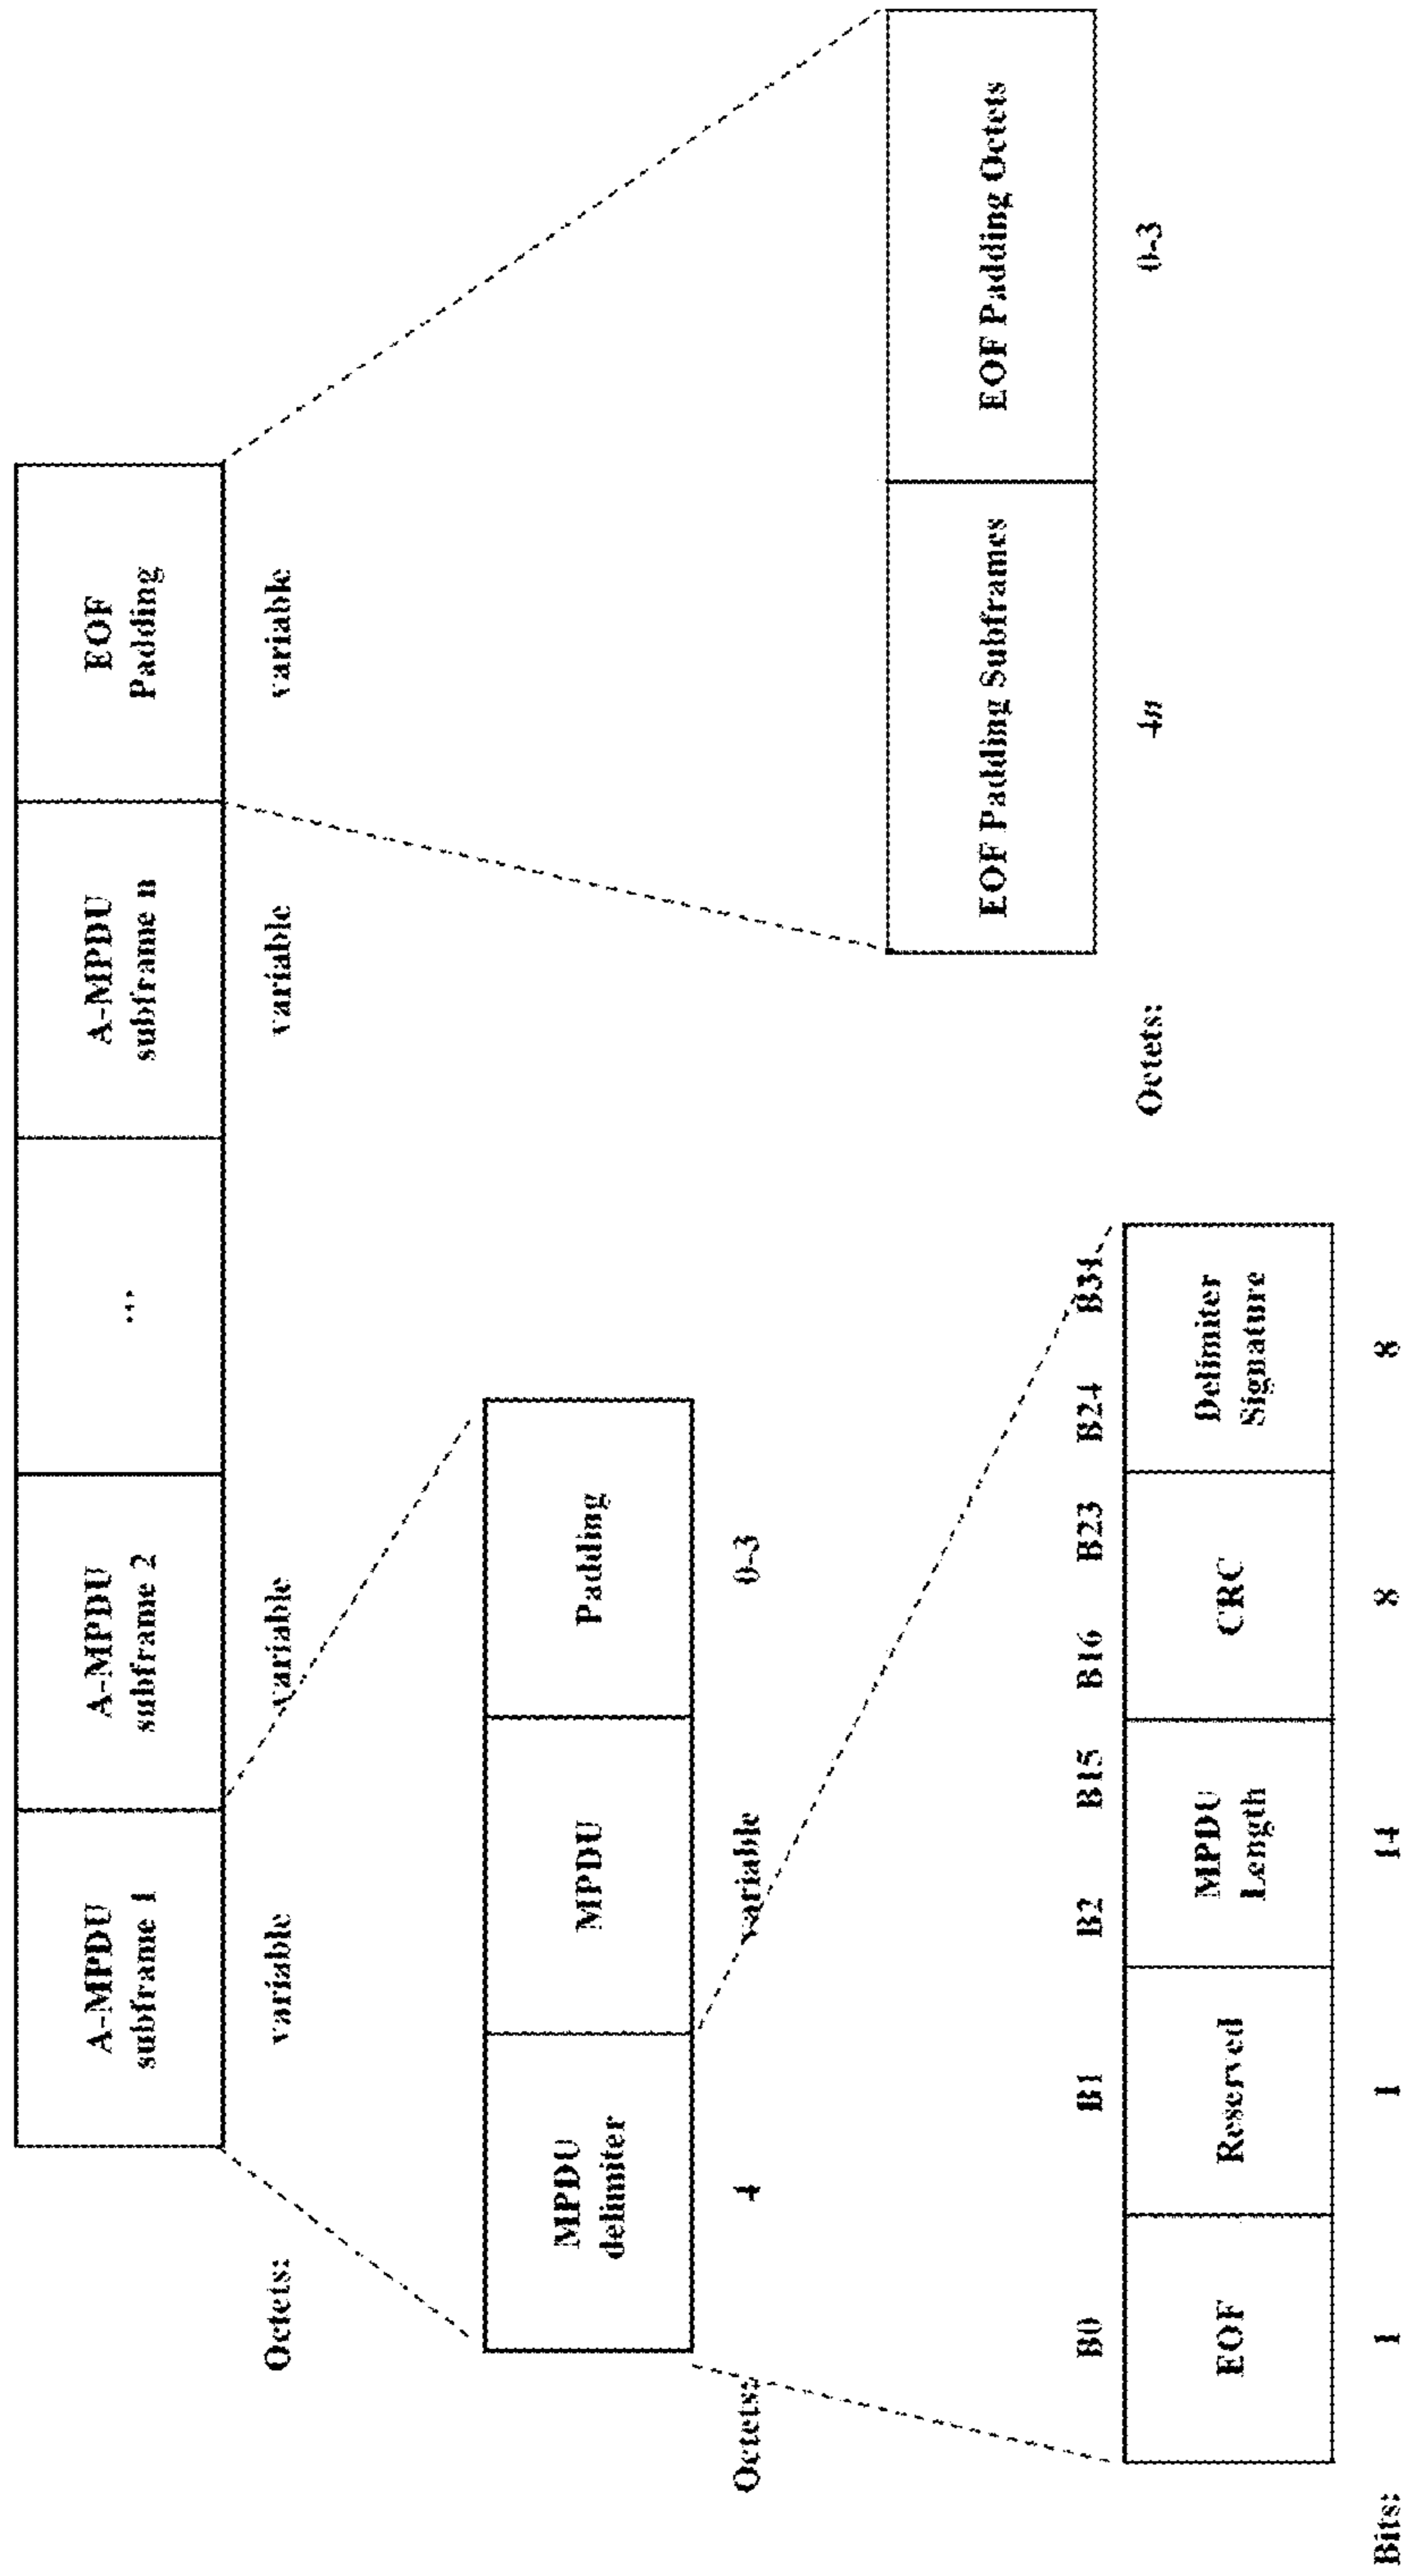 A-MPDU
subframe 1
A-MPDU
subframe 2
...
A-MPDU
subframe n
EOF
Padding
Octets: variable variable variable variable
MPDU
delimiter
MPDU
Padding
Octets: 4 variable 0-3
EOF Padding Subframes
EOF Padding Octets
Octets: 4n 0-3
B0 B1 B2 B15 B16 B23 B24 B31
EOF
Reserved
MPDU
Length
CRC
Delimiter
Signature
Bits: 1 1 14 8 8